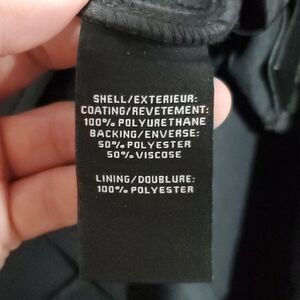 SHELL/EXTERIEUR:
COATING/REVETEMENT:
100% POLYURETHANE
BACKING/ENVERSE:
50% POLYESTER
50% VISCOSE
LINING/DOUBLURE:
100% POLYESTER